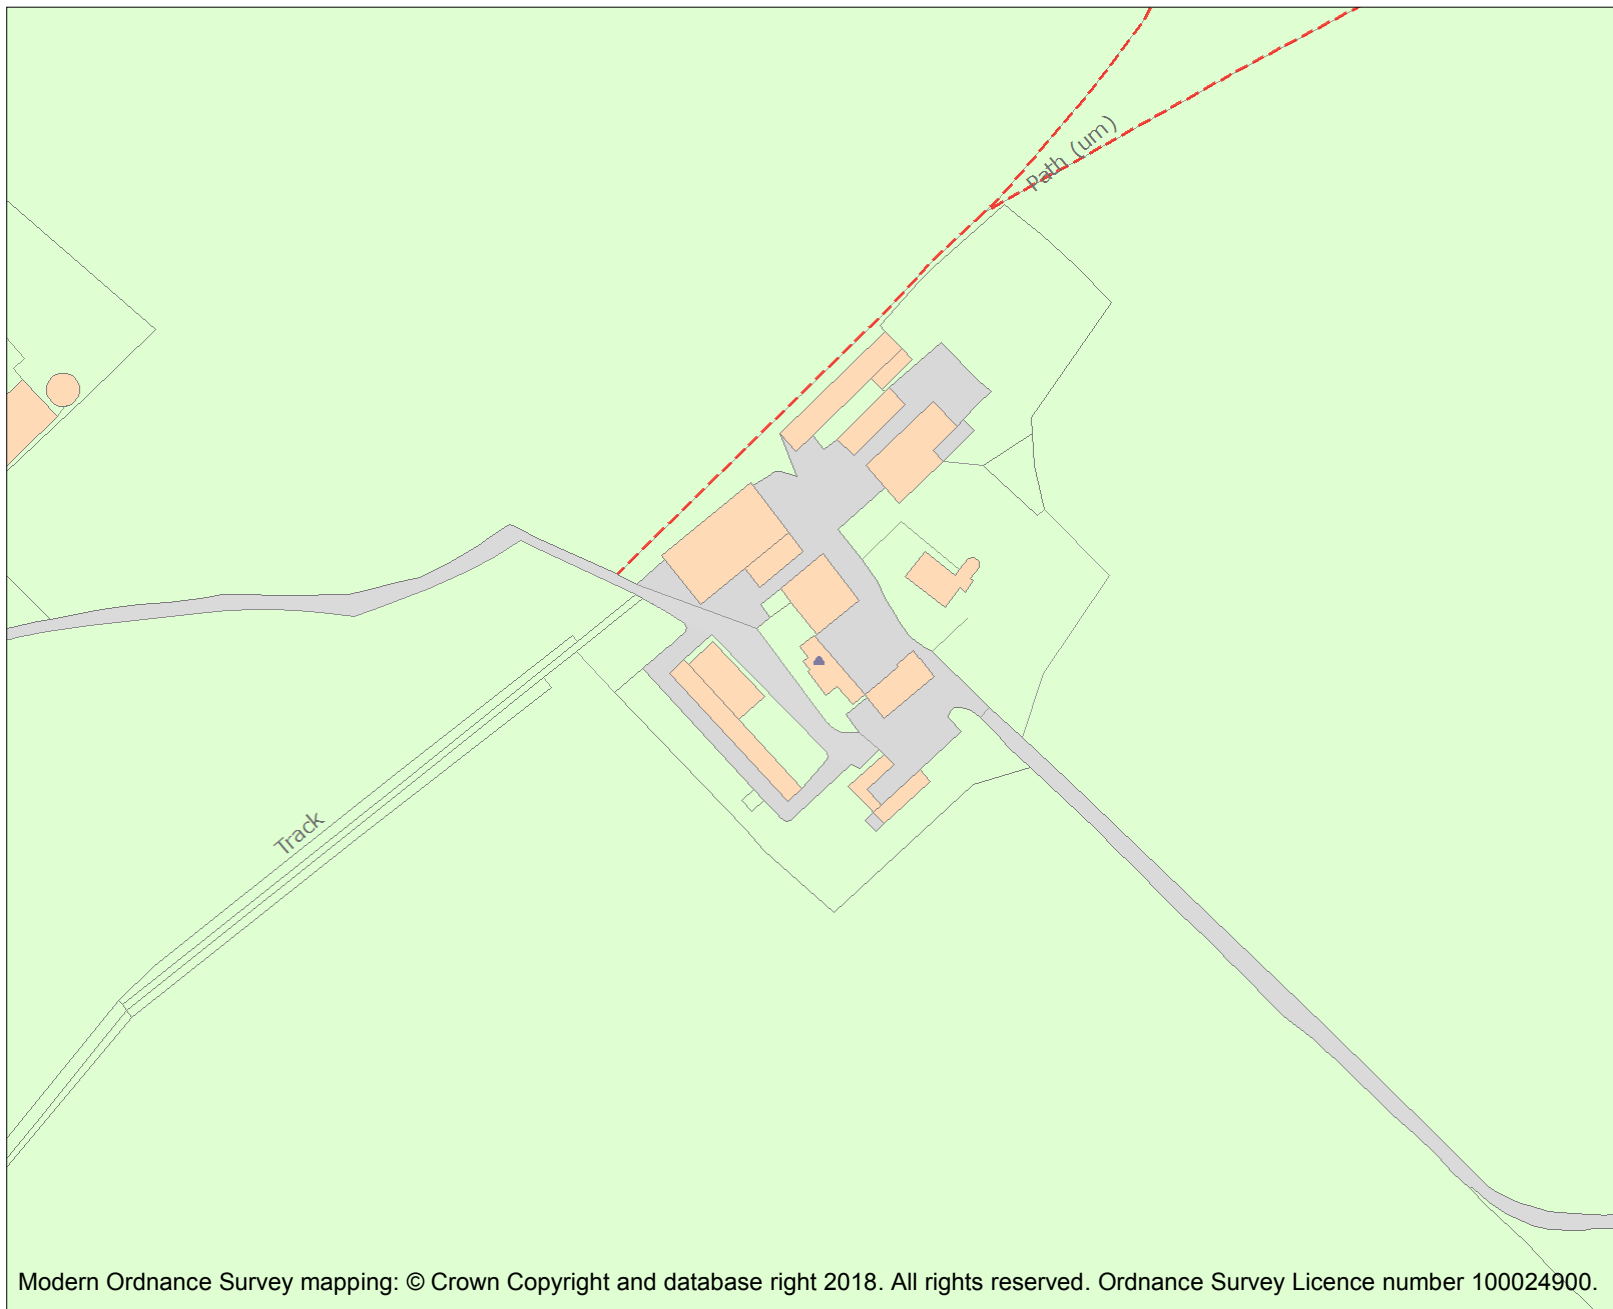 Path (um)
Track
Modern Ordnance Survey mapping: © Crown Copyright and database right 2018. All rights reserved. Ordnance Survey Licence number 100024900.